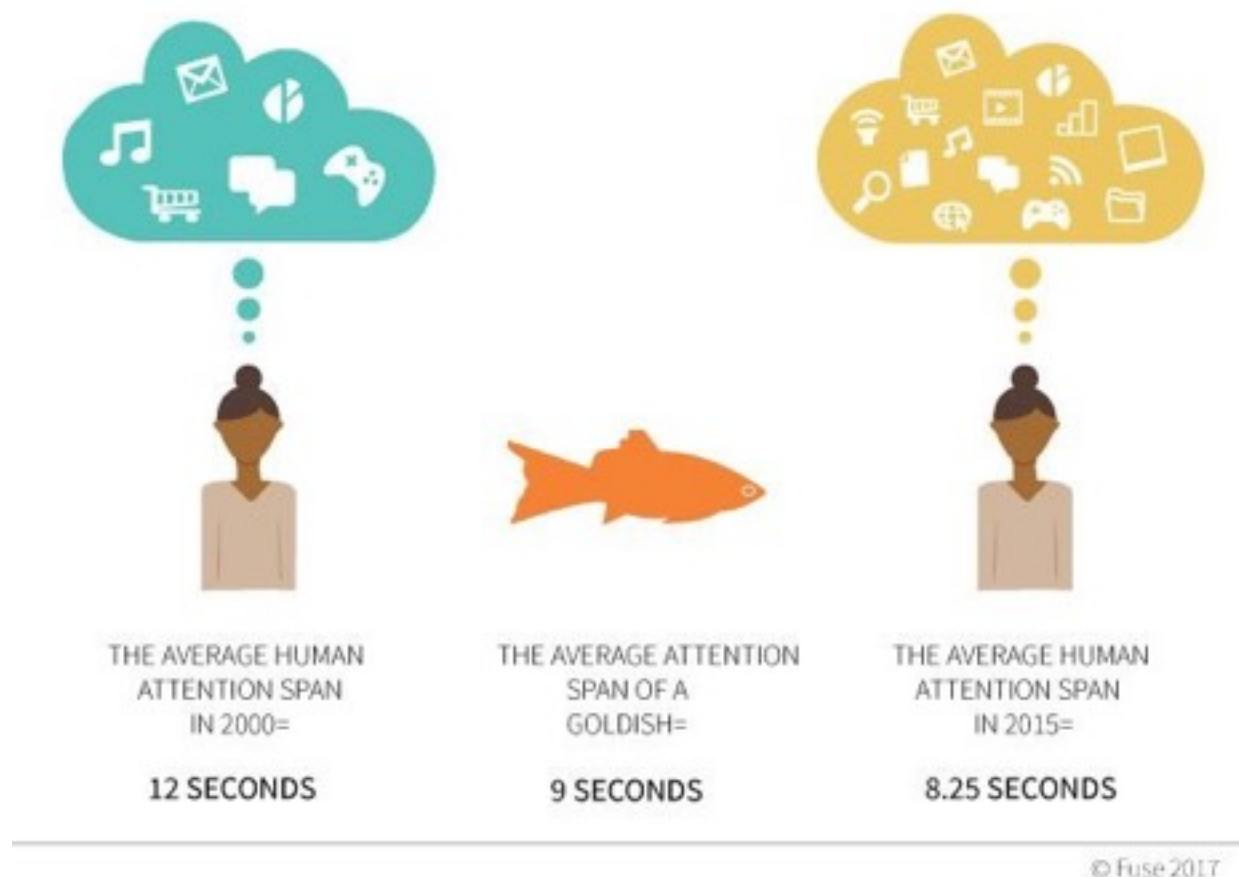 THE AVERAGE HUMAN
ATTENTION SPAN
IN 2000=
12 SECONDS
THE AVERAGE ATTENTION
SPAN OF A
GOLDISH=
9 SECONDS
THE AVERAGE HUMAN
ATTENTION SPAN
IN 2015=
8.25 SECONDS
© Fuse 2017